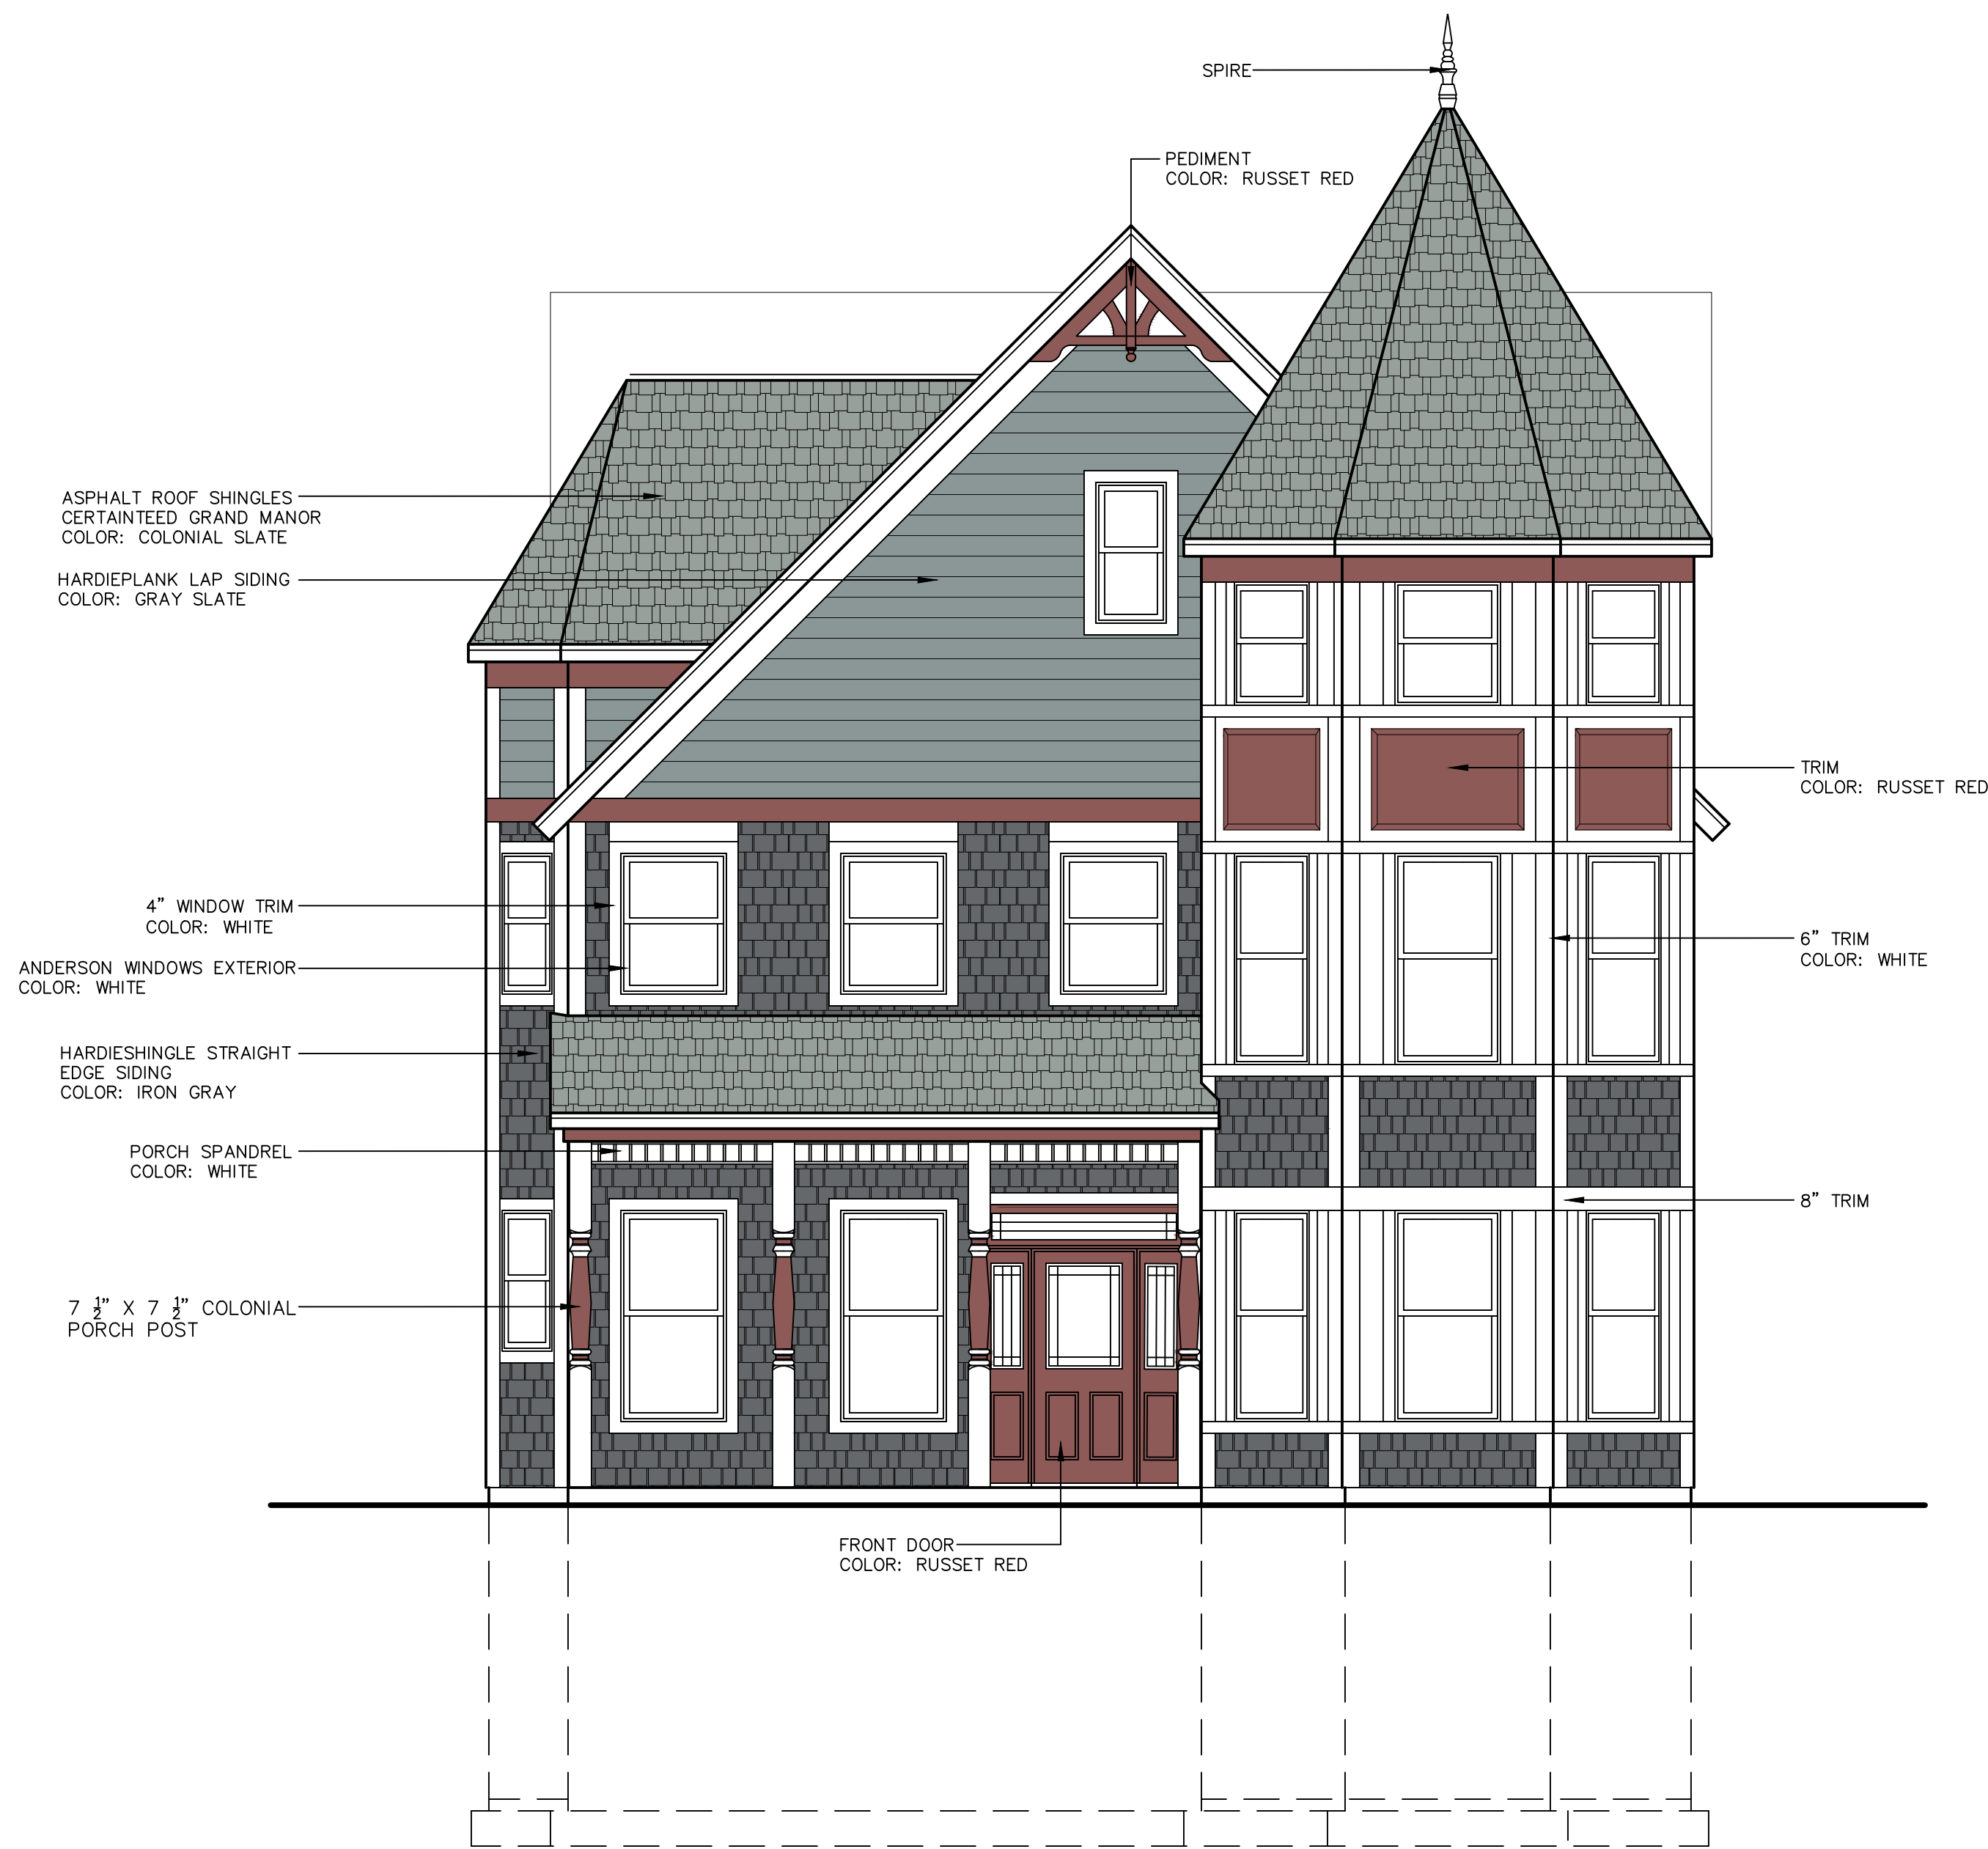 SPIRE
PEDIMENT
COLOR: RUSSET RED
ASPHALT ROOF SHINGLES
CERTAINTEED GRAND MANOR
COLOR: COLONIAL SLATE
HARDIEPLANK LAP SIDING
COLOR: GRAY SLATE
TRIM
COLOR: RUSSET RED
4" WINDOW TRIM
COLOR: WHITE
6" TRIM
COLOR: WHITE
ANDERSON WINDOWS EXTERIOR
COLOR: WHITE
HARDIESHINGLE STRAIGHT
EDGE SIDING
COLOR: IRON GRAY
PORCH SPANDREL
COLOR: WHITE
8" TRIM
7 1/2" X 7 1/2" COLONIAL
PORCH POST
FRONT DOOR
COLOR: RUSSET RED